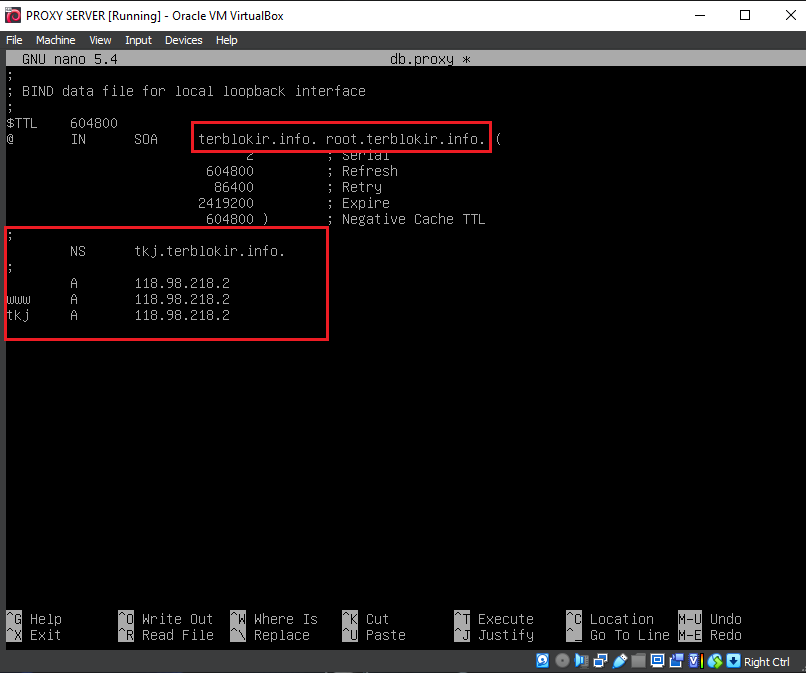 PROXY SERVER [Running] - Oracle VM VirtualBox
File Machine View Input Devices Help
GNU nano 5.4 db.proxy *
;
; BIND data file for local loopback interface
;
$TTL 604800
@ IN SOA terblokir.info. root.terblokir.info. (
2 ; Serial
604800 ; Refresh
86400 ; Retry
2419200 ; Expire
604800 ) ; Negative Cache TTL
;
NS tkj.terblokir.info.
;
A 118.98.218.2
www A 118.98.218.2
tkj A 118.98.218.2
^G Help ^O Write Out ^W Where Is ^K Cut ^T Execute ^C Location M-U Undo
^X Exit ^R Read File ^\ Replace ^U Paste ^J Justify ^_ Go To Line M-E Redo
Right Ctrl